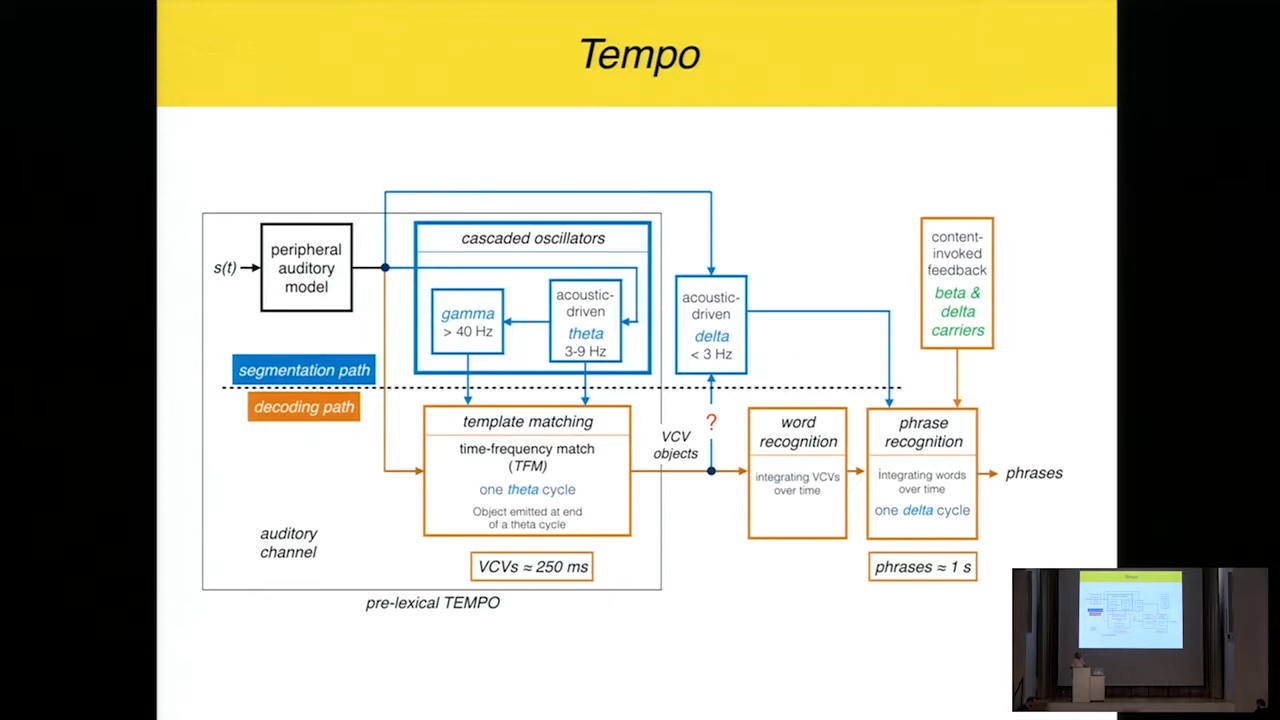 Tempo
s(t)
peripheral
auditory
model
cascaded oscillators
gamma
> 40 Hz
acoustic-
driven
theta
3-9 Hz
acoustic-
driven
delta
< 3 Hz
content-
invoked
feedback
beta &
delta
carriers
segmentation path
decoding path
template matching
time-frequency match
(TFM)
one theta cycle
Object emitted at end
of a theta cycle
VCVs ≈ 250 ms
VCV
objects
?
word
recognition
integrating VCVs
over time
phrase
recognition
integrating words
over time
one delta cycle
phrases
phrases ≈ 1 s
auditory
channel
pre-lexical TEMPO